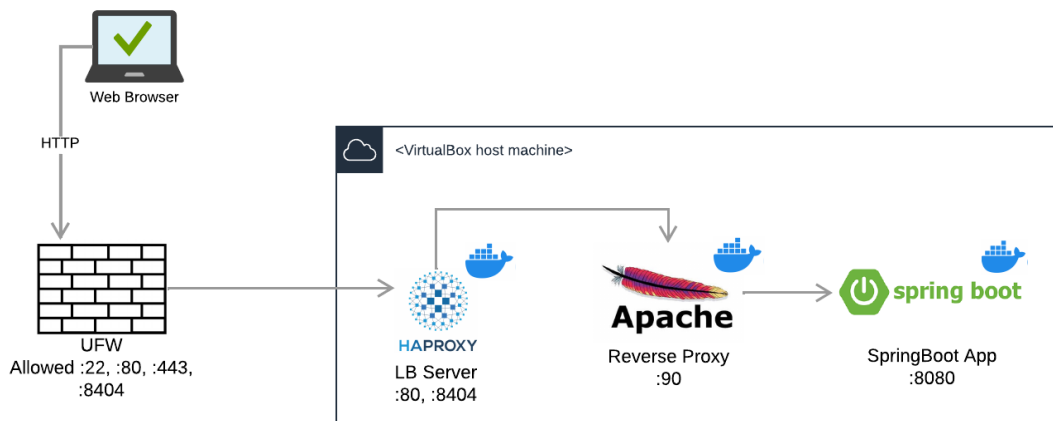 Web Browser
HTTP
<VirtualBox host machine>
UFW
Allowed :22, :80, :443,
:8404
HAPROXY
LB Server
:80, :8404
Apache
Reverse Proxy
:90
spring boot
SpringBoot App
:8080